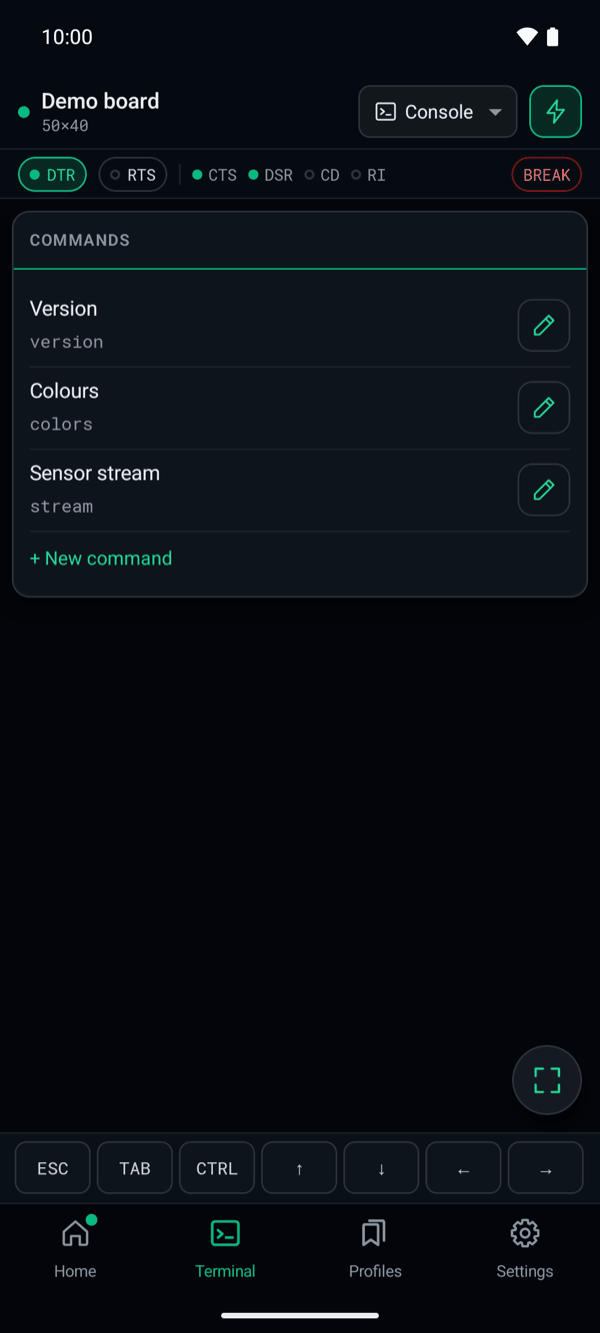 10:00
Demo board
50×40
Console
DTR RTS CTS DSR CD RI BREAK
COMMANDS
Version
version
Colours
colors
Sensor stream
stream
+ New command
ESC TAB CTRL ↑ ↓ ← →
Home Terminal Profiles Settings